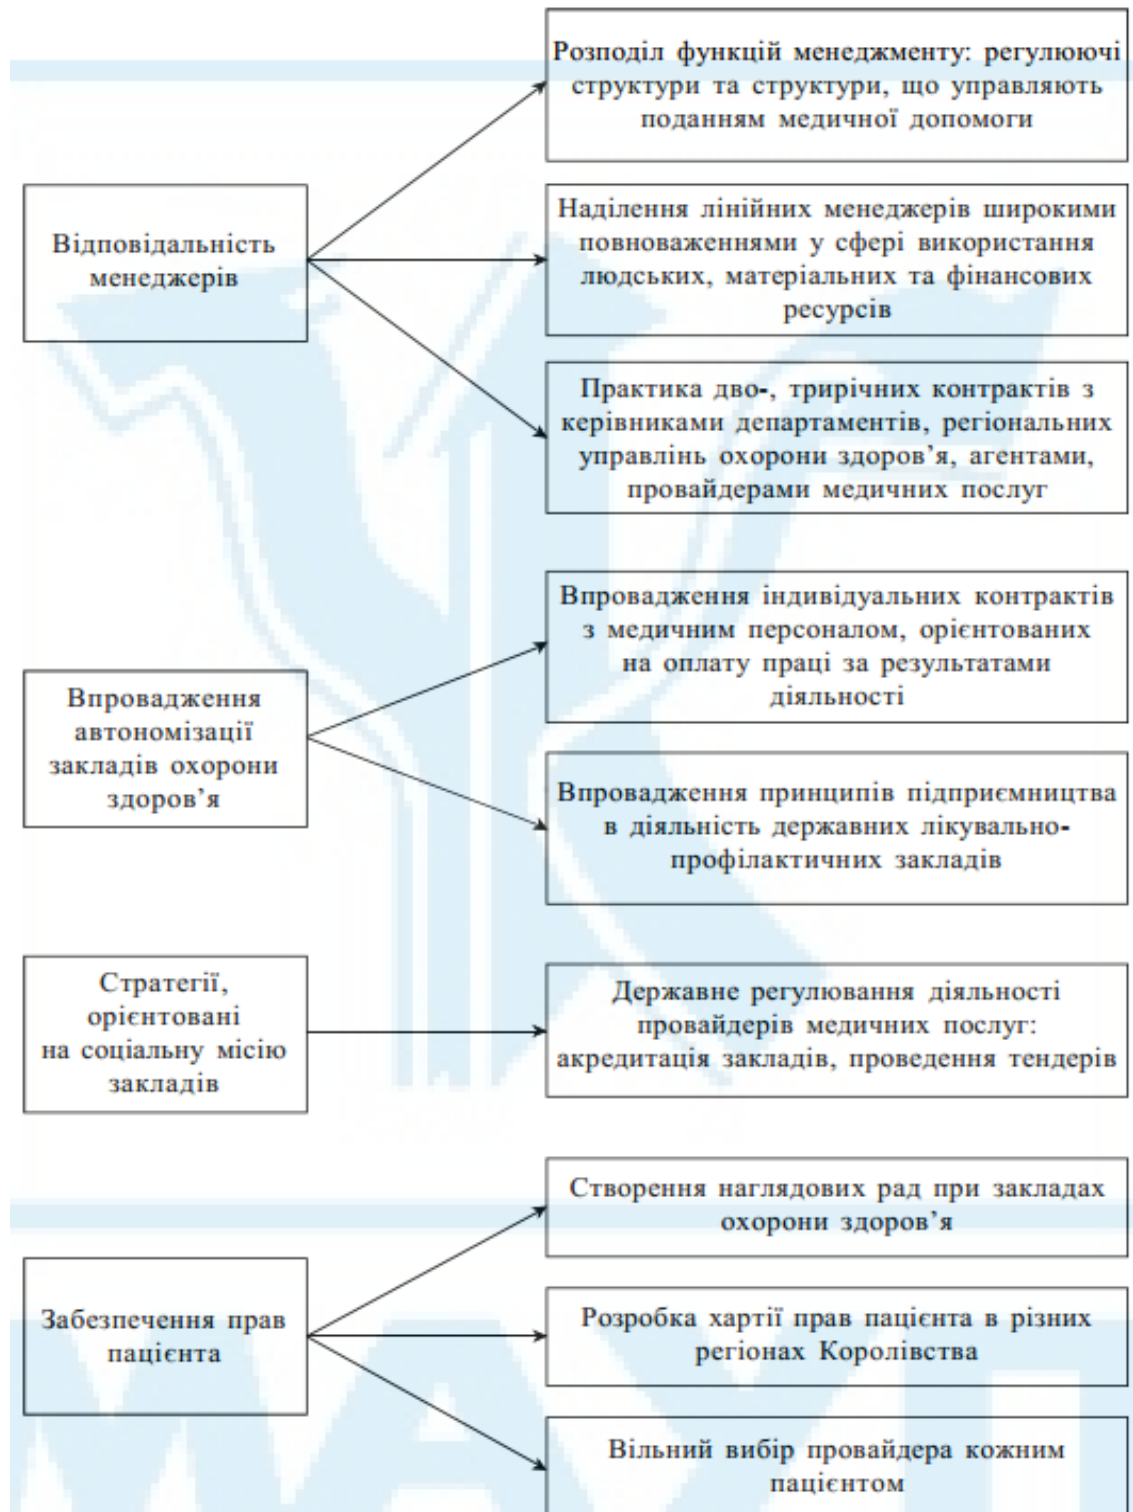 Розподіл функцій менеджменту: регулюючі
структури та структури, що управляють
поданням медичної допомоги
Відповідальність
менеджерів
Наділення лінійних менеджерів широкими
повноваженнями у сфері використання
людських, матеріальних та фінансових
ресурсів
Практика дво-, трирічних контрактів з
керівниками департаментів, регіональних
управлінь охорони здоров’я, агентами,
провайдерами медичних послуг
Впровадження індивідуальних контрактів
з медичним персоналом, орієнтованих
на оплату праці за результатами
діяльності
Впровадження
автономізації
закладів охорони
здоров’я
Впровадження принципів підприємництва
в діяльність державних лікувально-
профілактичних закладів
Стратегії,
орієнтовані
на соціальну місію
закладів
Державне регулювання діяльності
провайдерів медичних послуг:
акредитація закладів, проведення тендерів
Створення наглядових рад при закладах
охорони здоров’я
Забезпечення прав
пацієнта
Розробка хартії прав пацієнта в різних
регіонах Королівства
Вільний вибір провайдера кожним
пацієнтом
МАУП